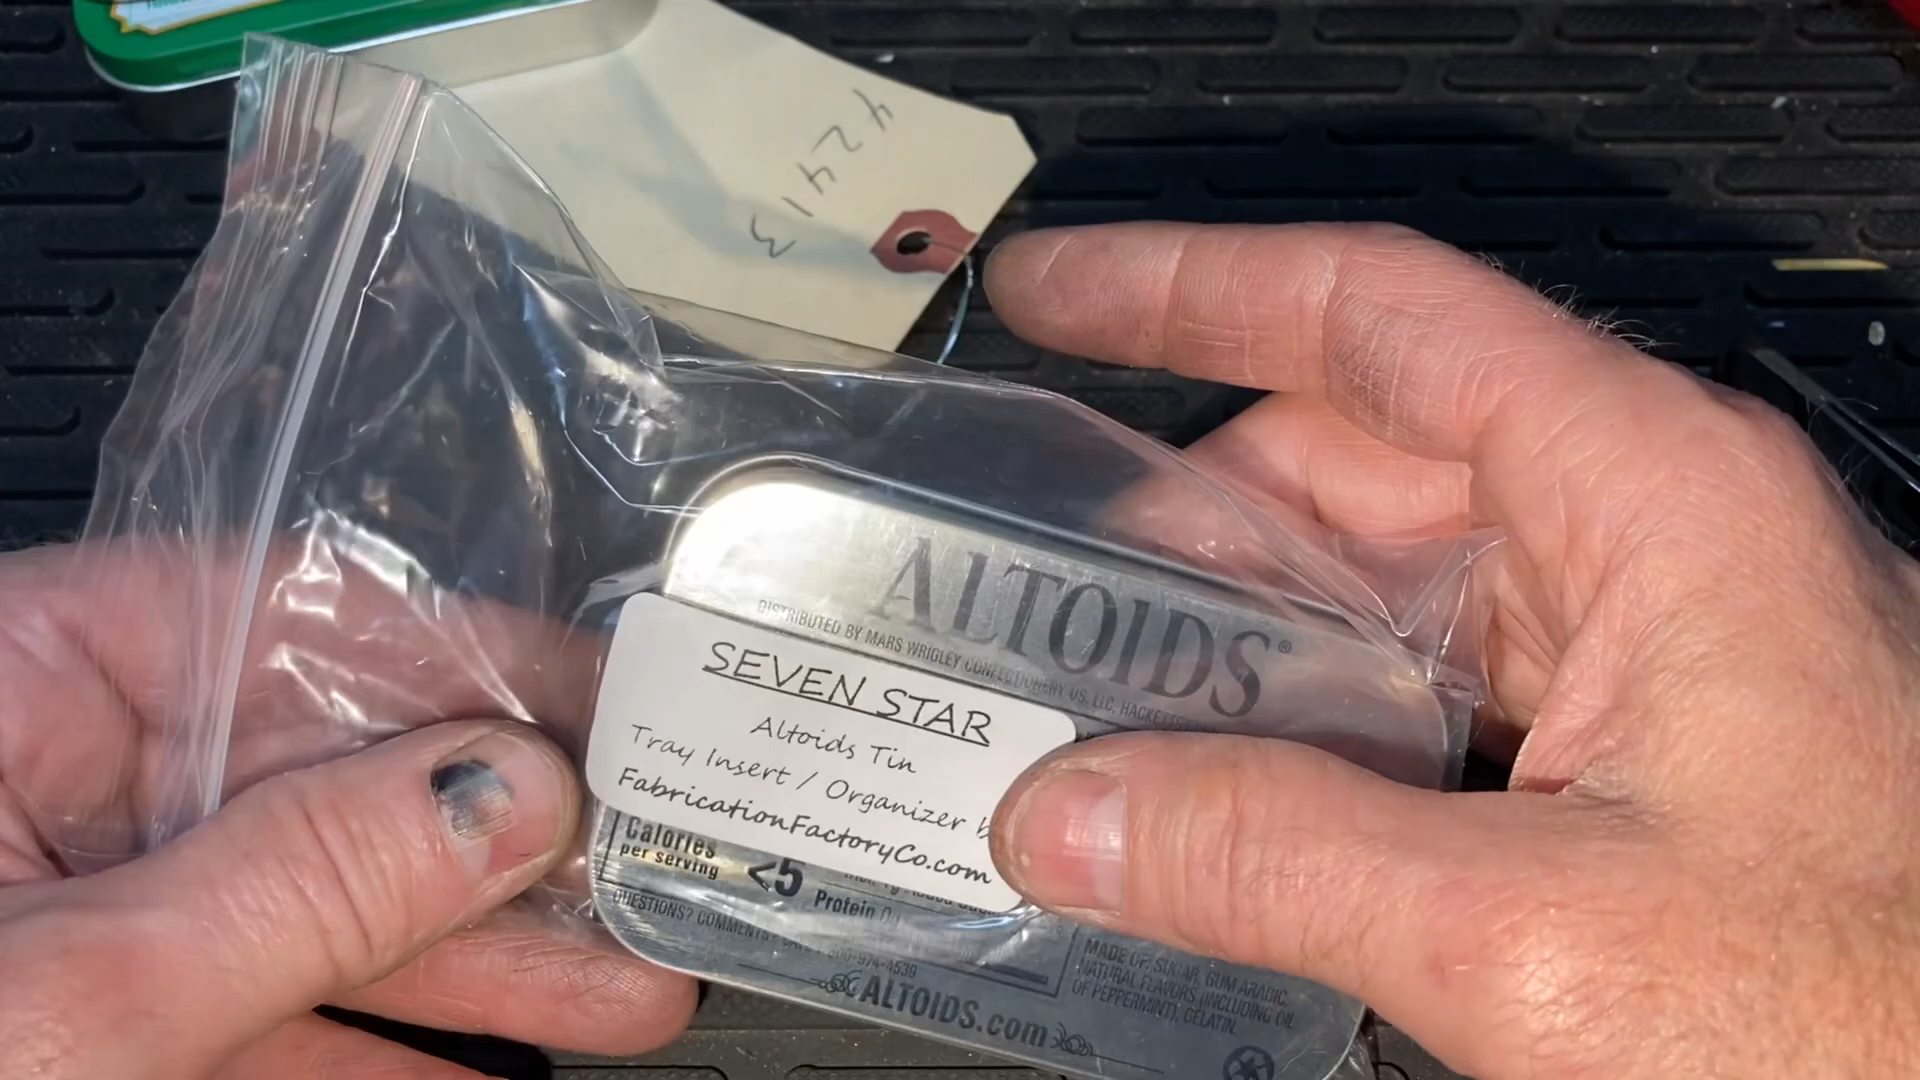 42413
ALTOIDS®
DISTRIBUTED BY MARS WRIGLEY CONFECTIONERY US, LLC,
SEVEN STAR
Altoids Tin
Tray Insert / Organizer
FabricationFactoryCo.com
Calories
per serving
<5
Protein
QUESTIONS? COMMENTS?
ALTOIDS.com
MADE OF: SUGAR, GUM ARABIC,
NATURAL FLAVORS (INCLUDING OIL
OF PEPPERMINT), GELATIN.